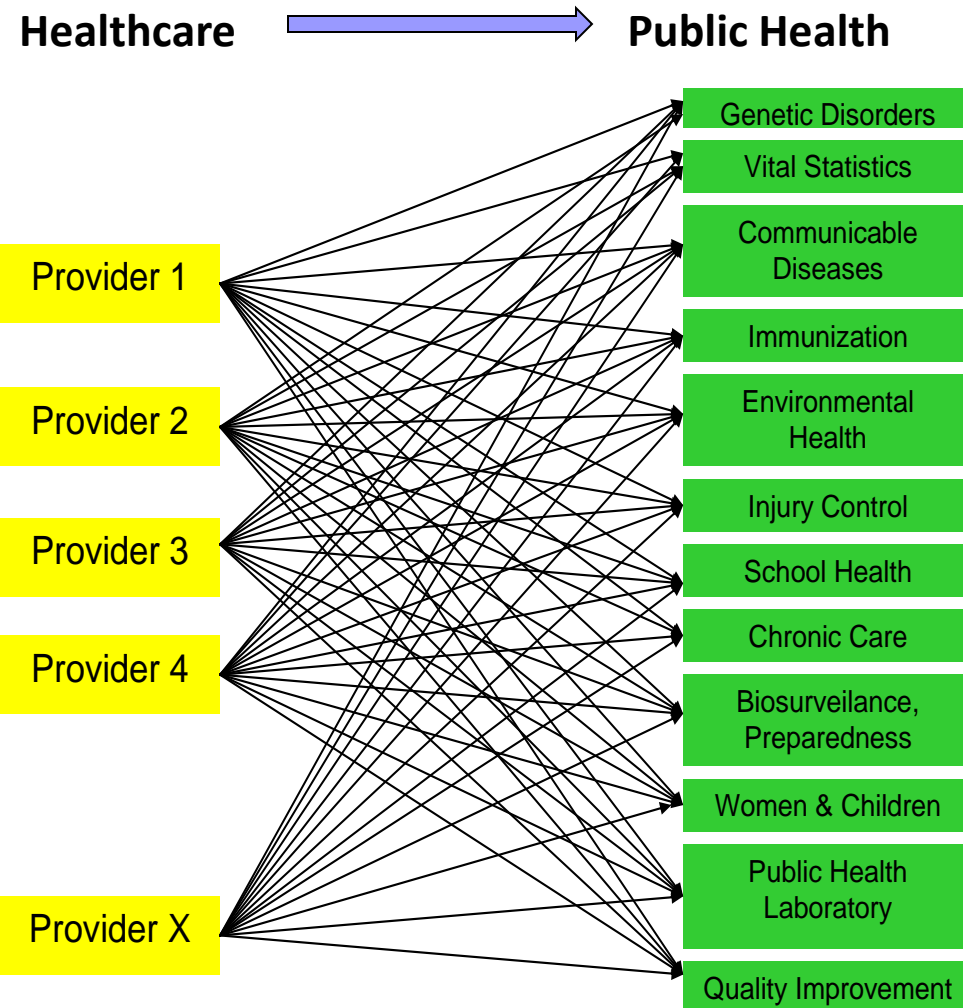 Healthcare
Public Health
Provider 1
Provider 2
Provider 3
Provider 4
Provider X
Genetic Disorders
Vital Statistics
Communicable
Diseases
Immunization
Environmental
Health
Injury Control
School Health
Chronic Care
Biosurveilance,
Preparedness
Women & Children
Public Health
Laboratory
Quality Improvement